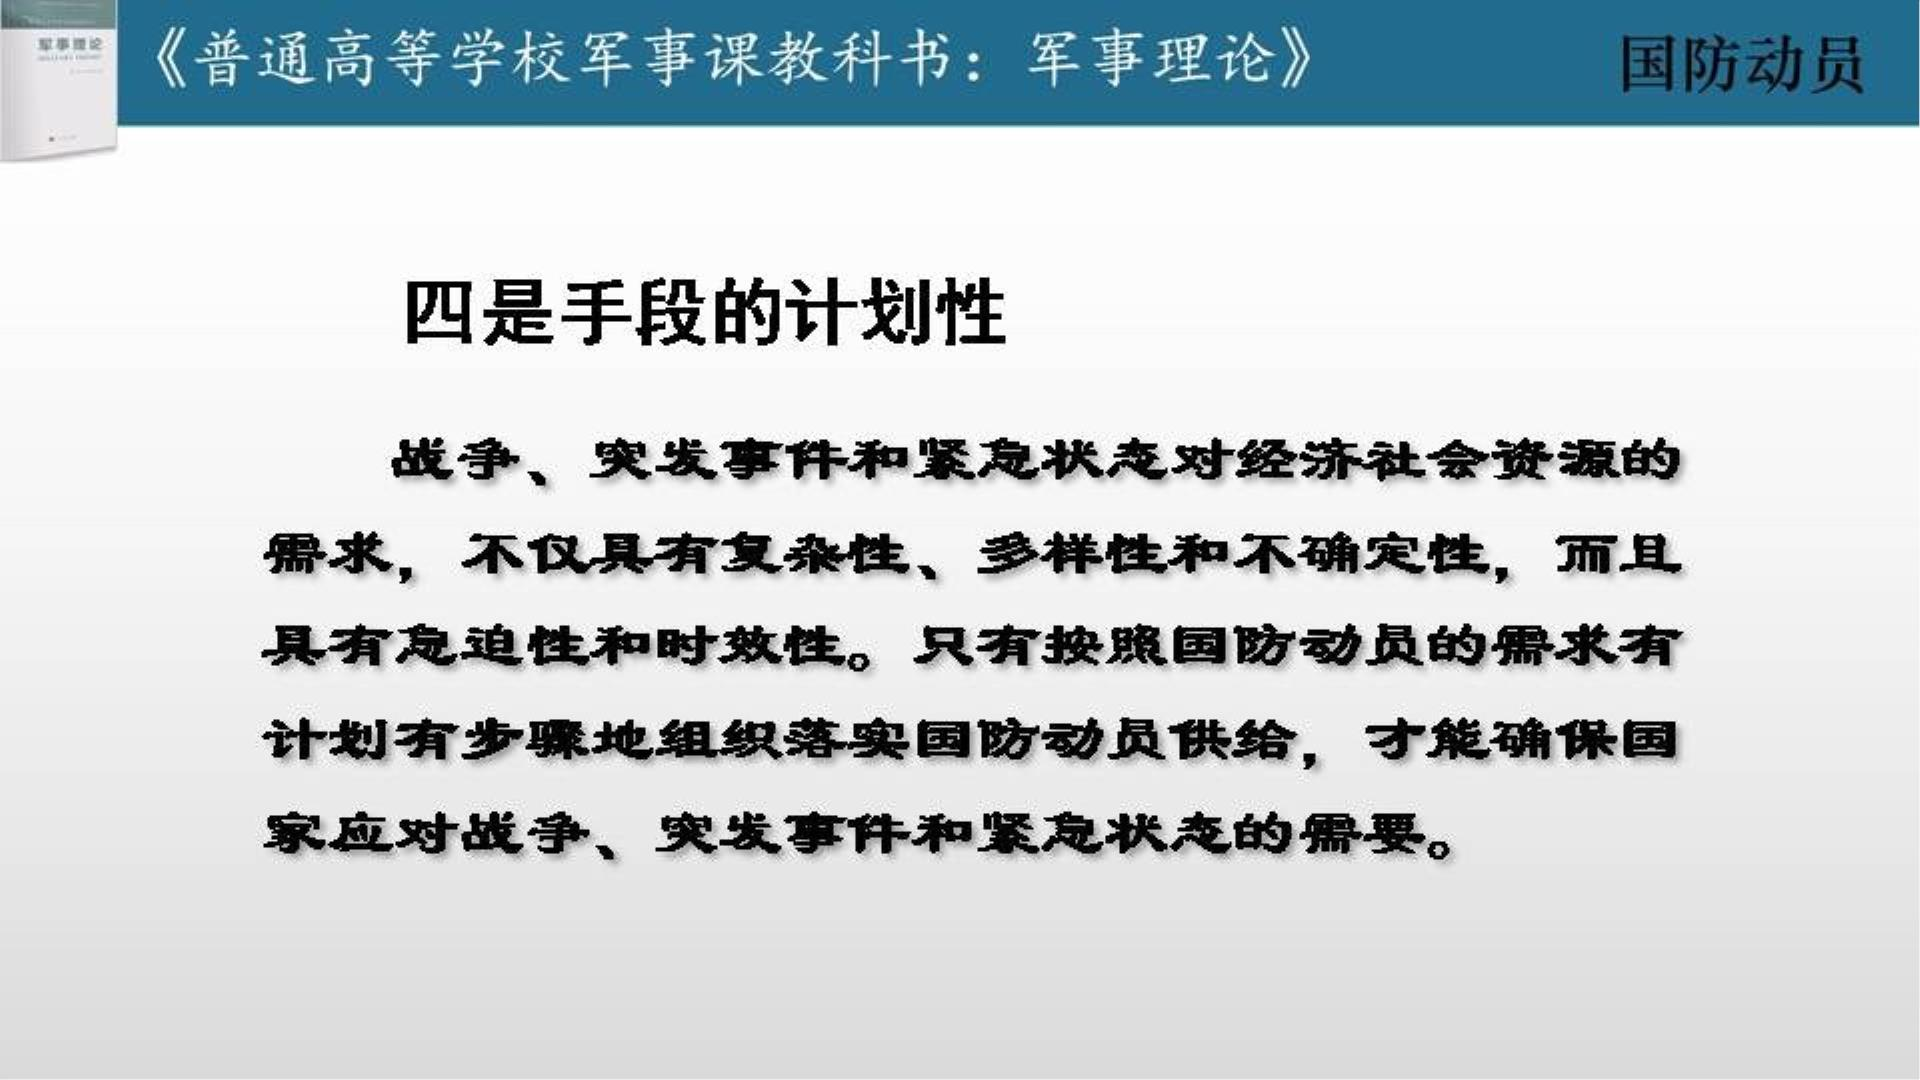 军事理论
《普通高等学校军事课教科书：军事理论》
国防动员
四是手段的计划性
战争、突发事件和紧急状态对经济社会资源的
需求，不仅具有复杂性、多样性和不确定性，而且
具有急迫性和时效性。只有按照国防动员的需求有
计划有步骤地组织落实国防动员供给，才能确保国
家应对战争、突发事件和紧急状态的需要。